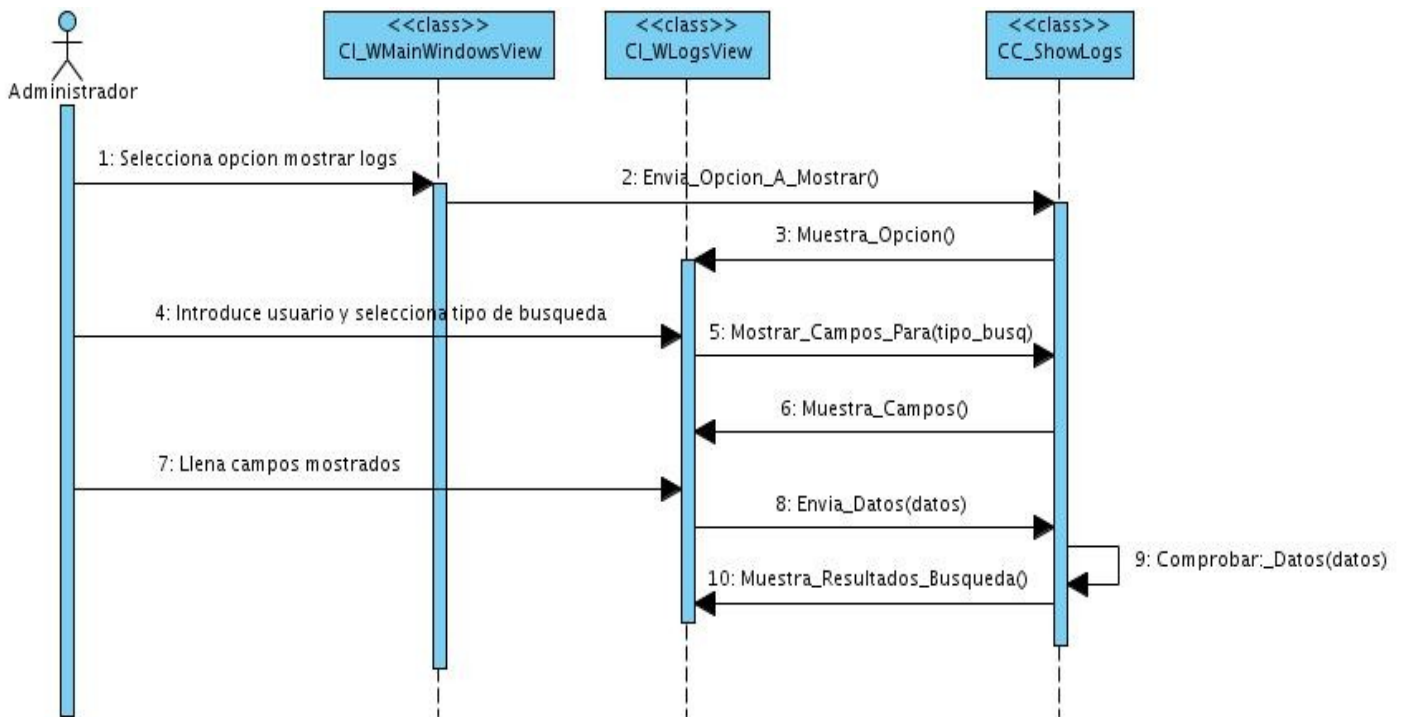 <<class>>
CI_WMainWindowsView
<<class>>
CI_WLogsView
<<class>>
CC_ShowLogs
Administrador
1: Selecciona opcion mostrar logs
2: Envia_Opcion_A_Mostrar()
3: Muestra_Opcion()
4: Introduce usuario y selecciona tipo de busqueda
5: Mostrar_Campos_Para(tipo_busq)
6: Muestra_Campos()
7: Llena campos mostrados
8: Envia_Datos(datos)
9: Comprobar:_Datos(datos)
10: Muestra_Resultados_Busqueda()